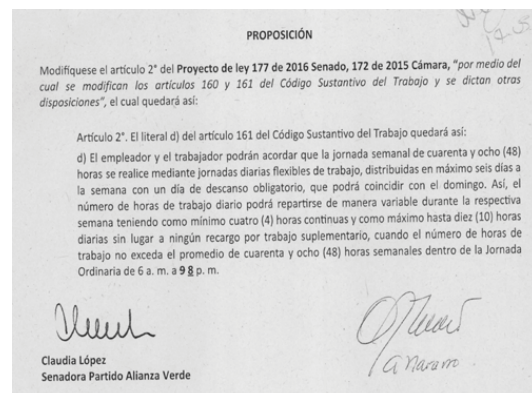 PROPOSICIÓN
Modifíquese el artículo 2° del Proyecto de ley 177 de 2016 Senado, 172 de 2015 Cámara, "por medio del
cual se modifican los artículos 160 y 161 del Código Sustantivo del Trabajo y se dictan otras
disposiciones", el cual quedará así:
Artículo 2°. El literal d) del artículo 161 del Código Sustantivo del Trabajo quedará así:
d) El empleador y el trabajador podrán acordar que la jornada semanal de cuarenta y ocho (48)
horas se realice mediante jornadas diarias flexibles de trabajo, distribuidas en máximo seis días a
la semana con un día de descanso obligatorio, que podrá coincidir con el domingo. Así, el
número de horas de trabajo diario podrá repartirse de manera variable durante la respectiva
semana teniendo como mínimo cuatro (4) horas continuas y como máximo hasta diez (10) horas
diarias sin lugar a ningún recargo por trabajo suplementario, cuando el número de horas de
trabajo no exceda el promedio de cuarenta y ocho (48) horas semanales dentro de la Jornada
Ordinaria de 6 a. m. a 9 8 p. m.
Claudia López
Senadora Partido Alianza Verde